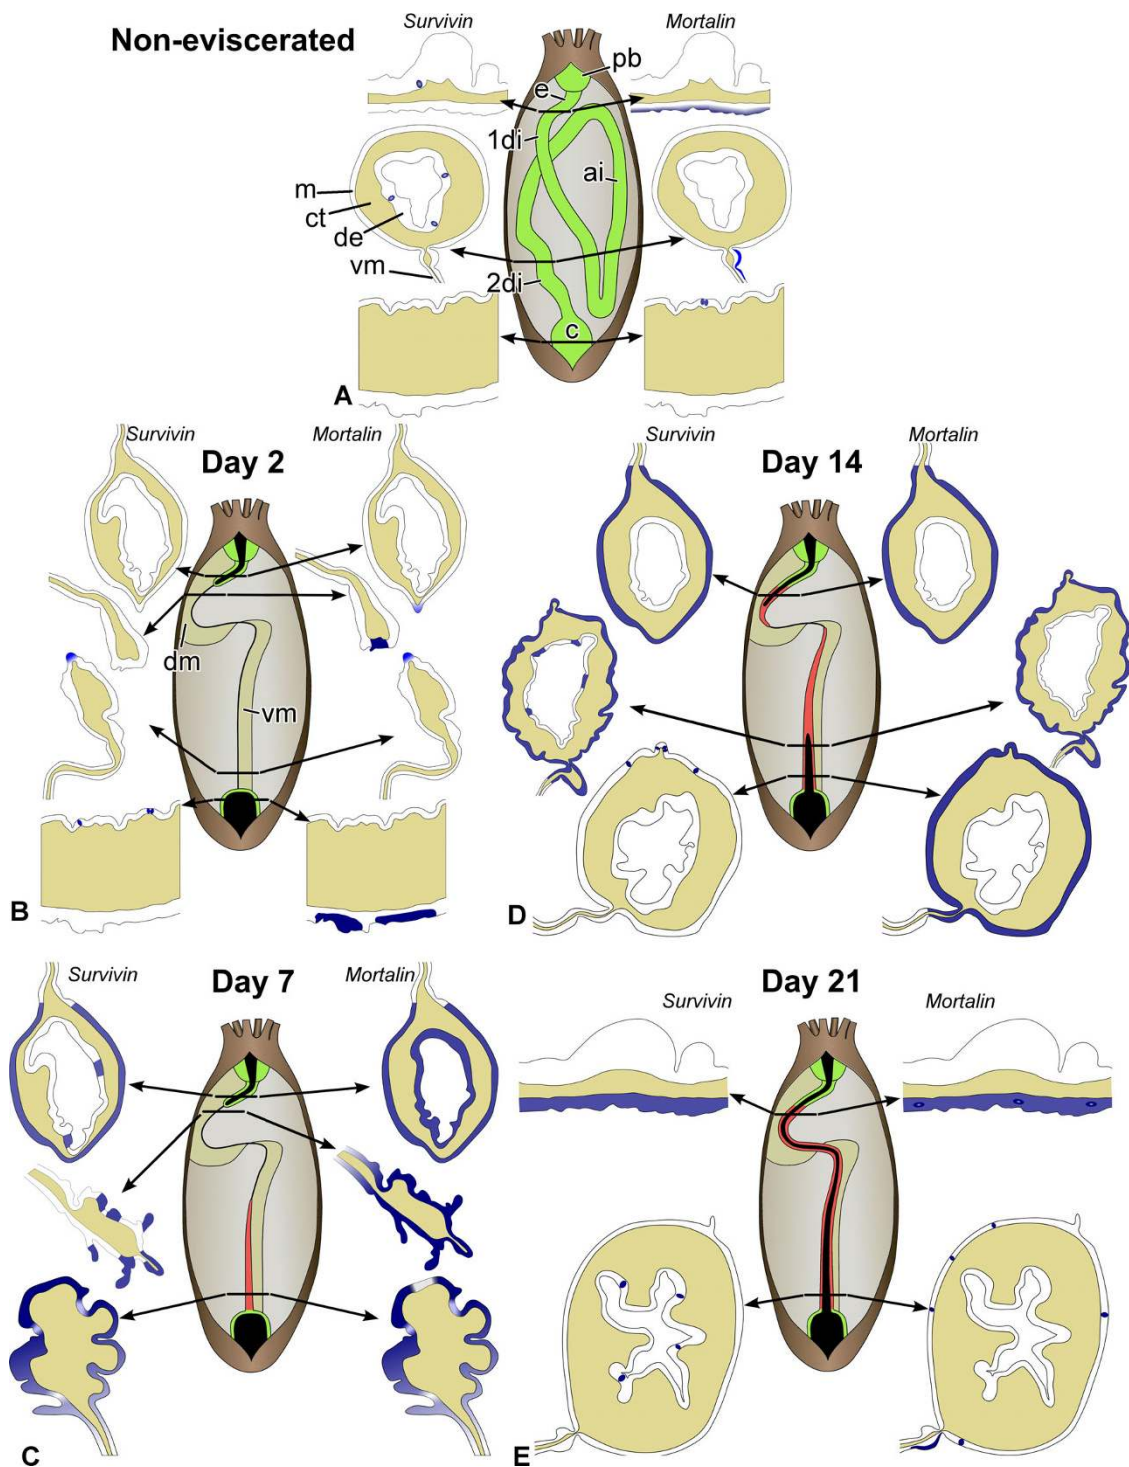 Survivin
Mortalin
Non-eviscerated
pb
e
1di
ai
m
ct
de
vm
2di
c
A
Survivin
Mortalin
Day 2
dm
vm
B
Survivin
Mortalin
Day 14
D
Survivin
Mortalin
Day 7
C
Survivin
Mortalin
Day 21
E